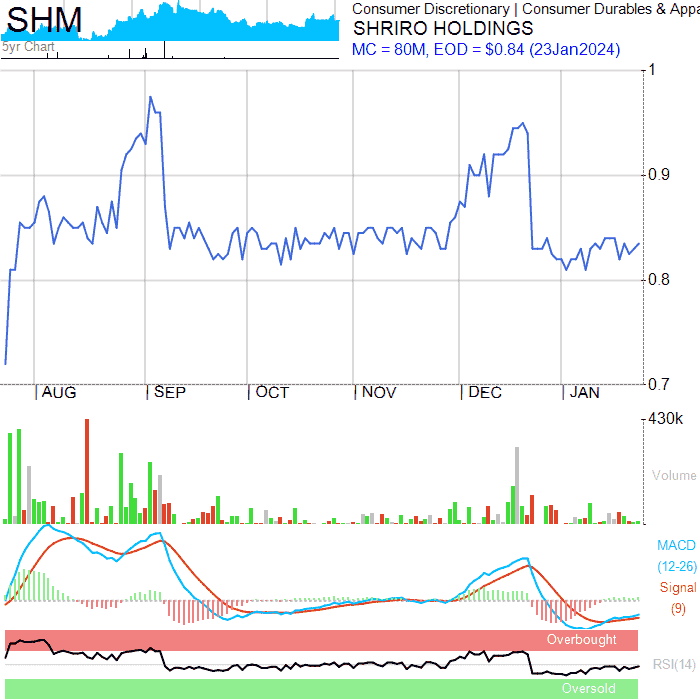 SHM
5yr Chart
Consumer Discretionary | Consumer Durables & Appa
SHRIRO HOLDINGS
MC = 80M, EOD = $0.84 (23Jan2024)
1
0.9
0.8
0.7
AUG SEP OCT NOV DEC JAN
430k
Volume
MACD
(12-26)
Signal
(9)
Overbought
RSI(14)
Oversold